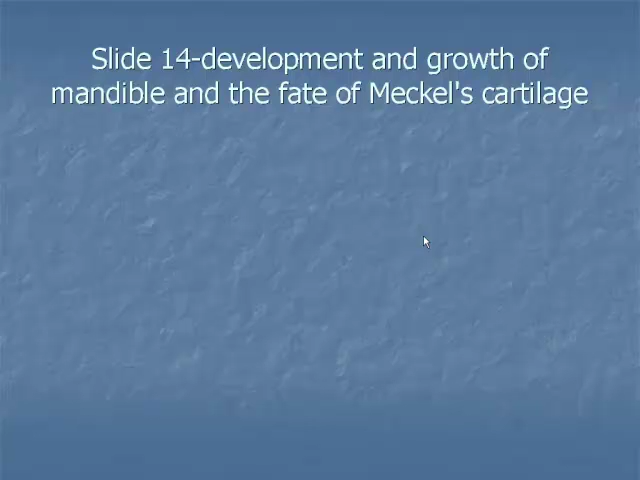 Slide 14-development and growth of
mandible and the fate of Meckel's cartilage